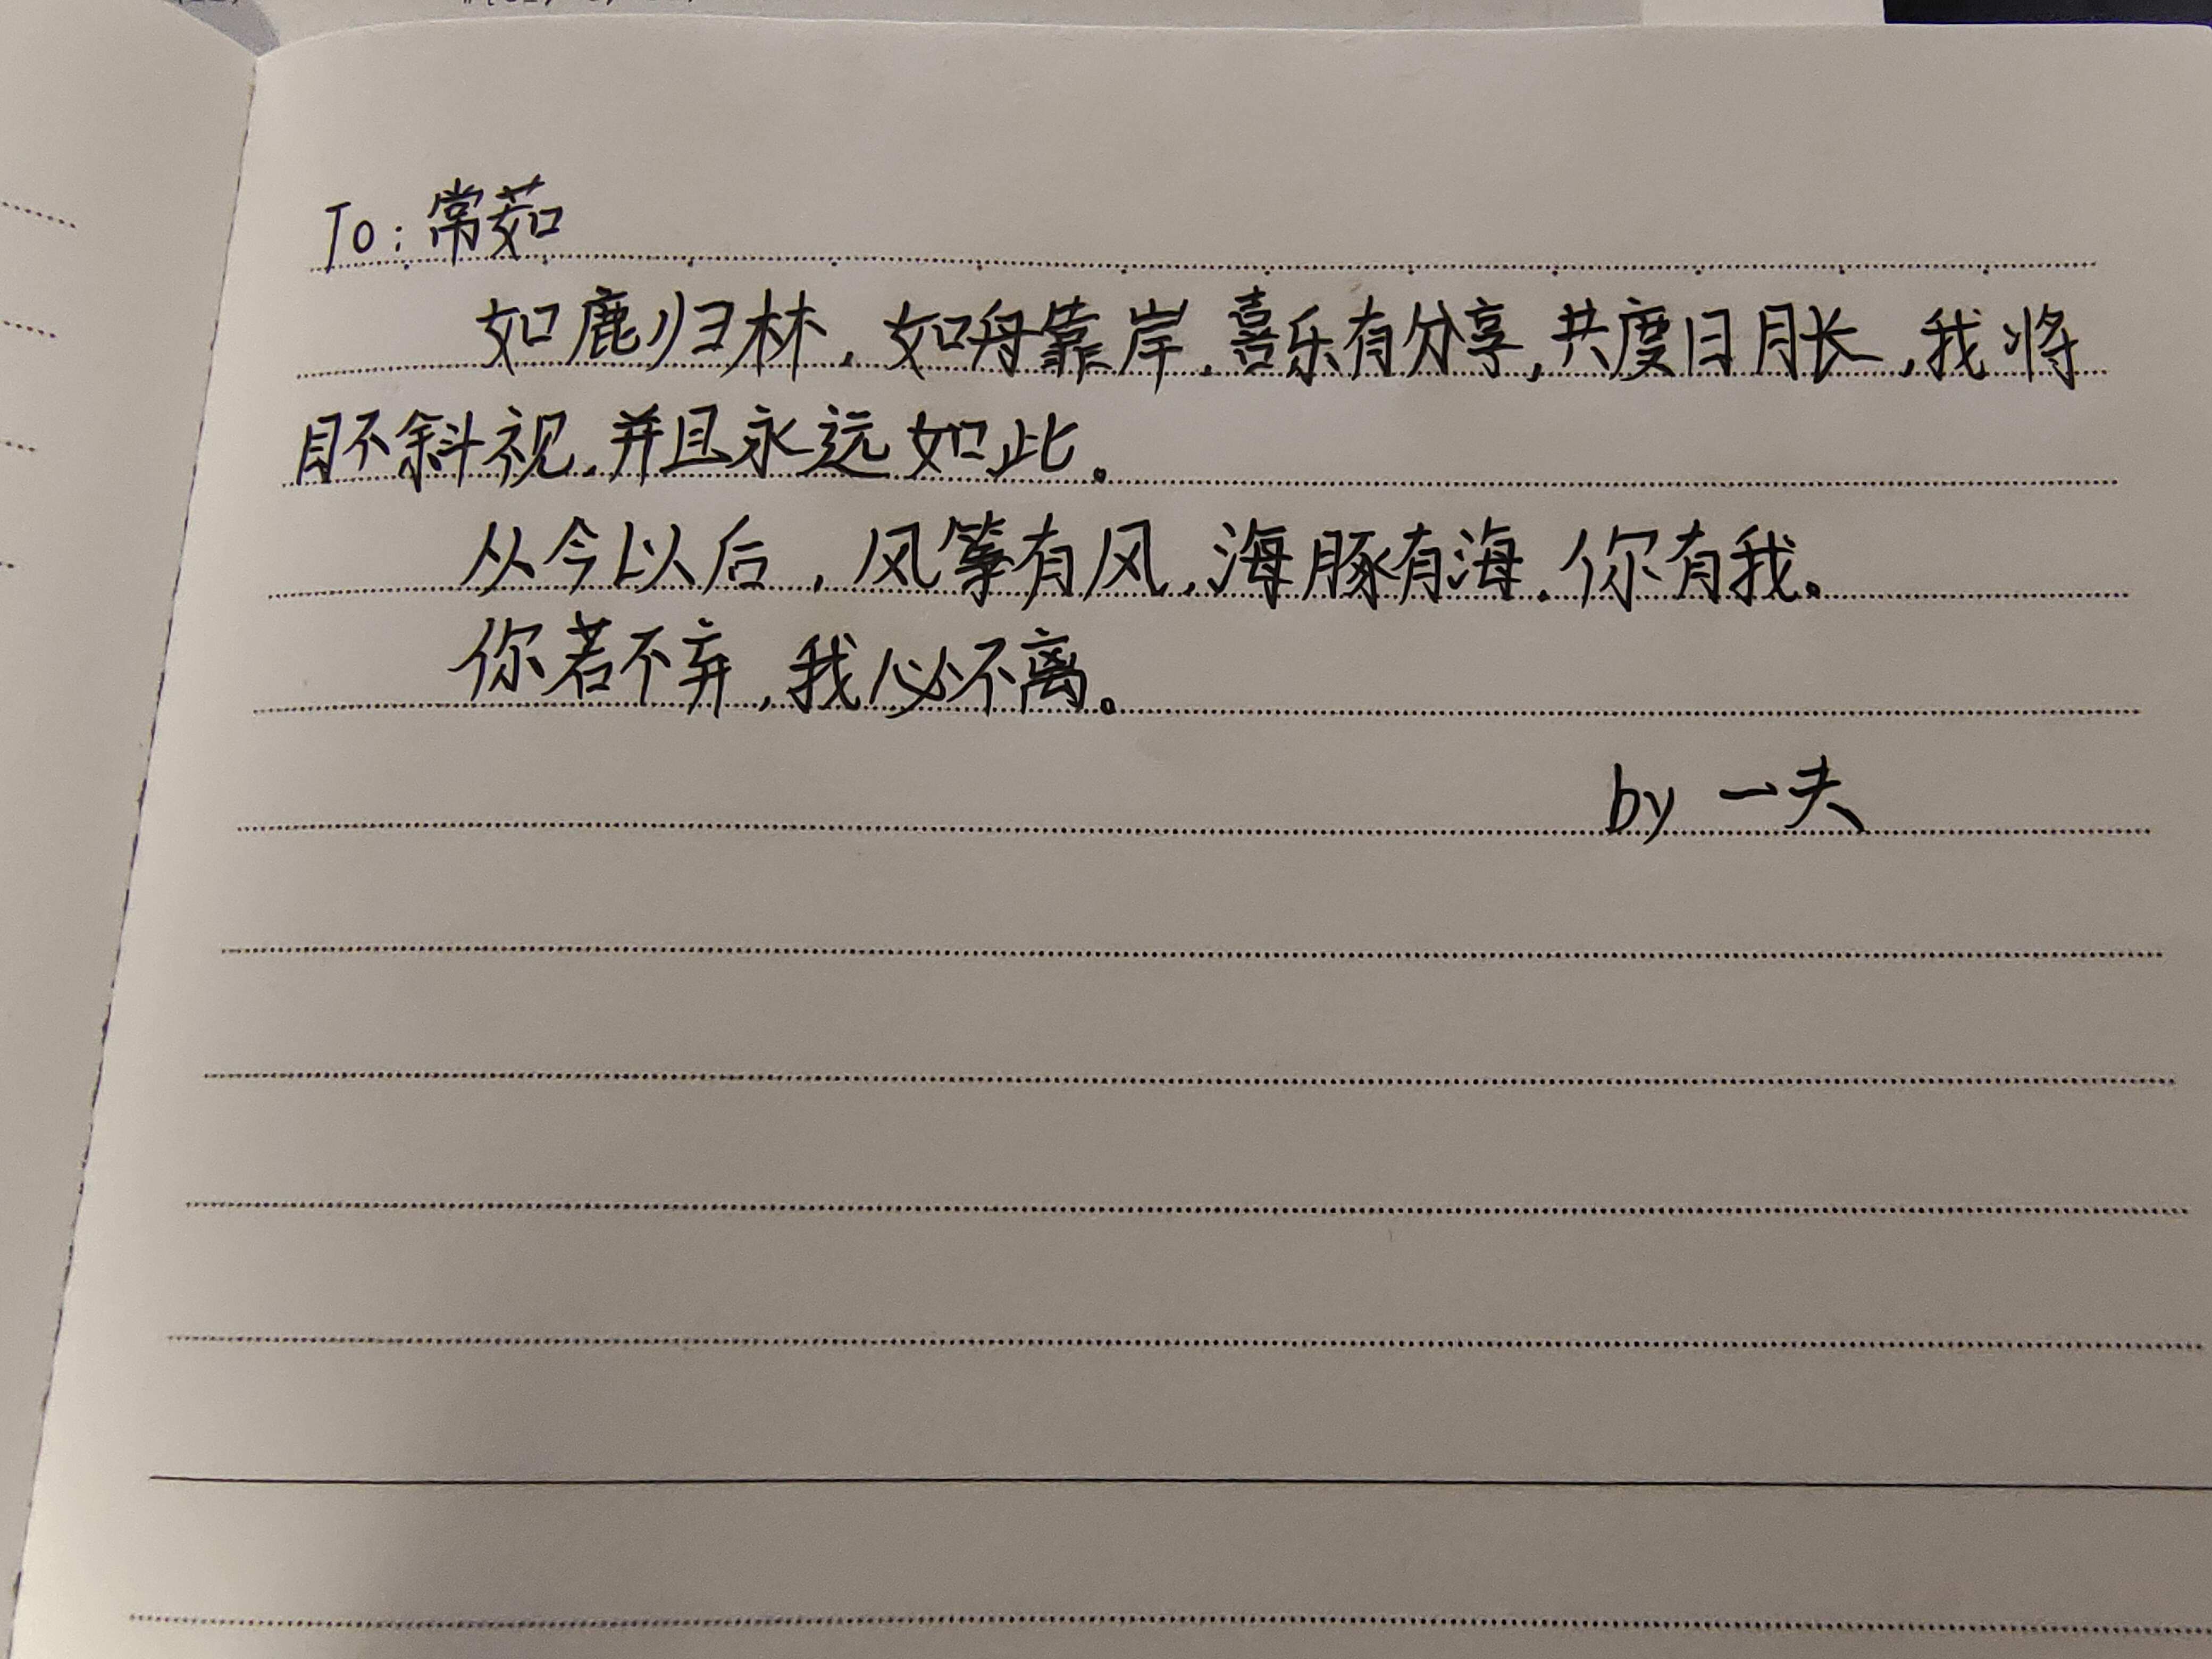 To：常茹
如鹿归林，如舟靠岸，喜乐有分享，共度日月长，我将
目不斜视，并且永远如此。
从今以后，风筝有风，海豚有海，你有我。
你若不弃，我必不离。
by 一夫